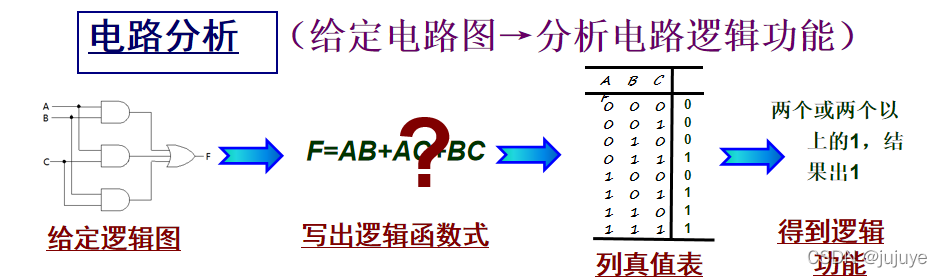 电路分析 (给定电路图→分析电路逻辑功能)
A
B
C
F
给定逻辑图
F=AB+AC+BC
?
写出逻辑函数式
A B C
F
0 0 0 0
0 0 1 0
0 1 0 0
0 1 1 1
1 0 0 0
1 0 1 1
1 1 0 1
1 1 1 1
列真值表
两个或两个以
上的1，结
果出1
得到逻辑
功能
CSDN @jujuye